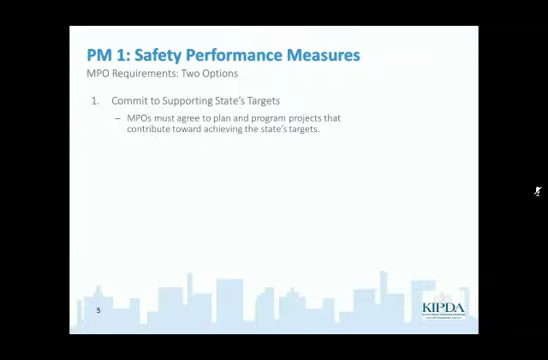 PM 1: Safety Performance Measures
MPO Requirements: Two Options
1. Commit to Supporting State's Targets
– MPOs must agree to plan and program projects that
contribute toward achieving the state's targets.
5
KIPDA